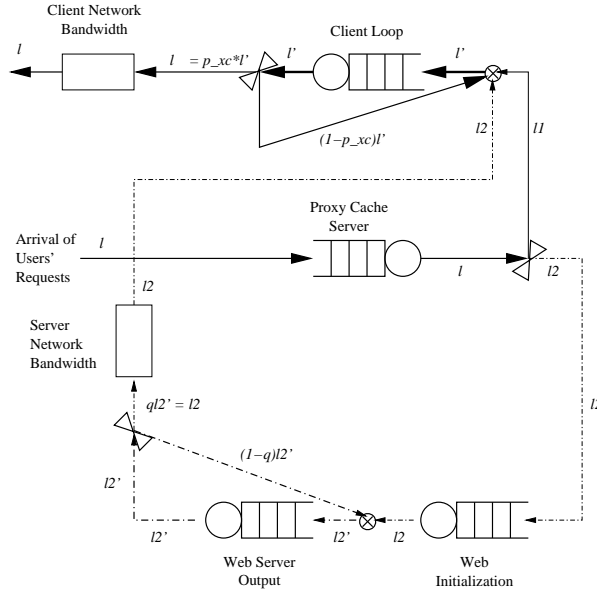 Client Network
Bandwidth
Client Loop
l
l = p_xc*l'
l'
l'
(1−p_xc)l'
l2
l1
Proxy Cache
Server
Arrival of
Users'
Requests
l
l
l2
l2
Server
Network
Bandwidth
ql2' = l2
(1−q)l2'
l2
l2'
l2'
l2'
l2
Web Server
Output
Web
Initialization